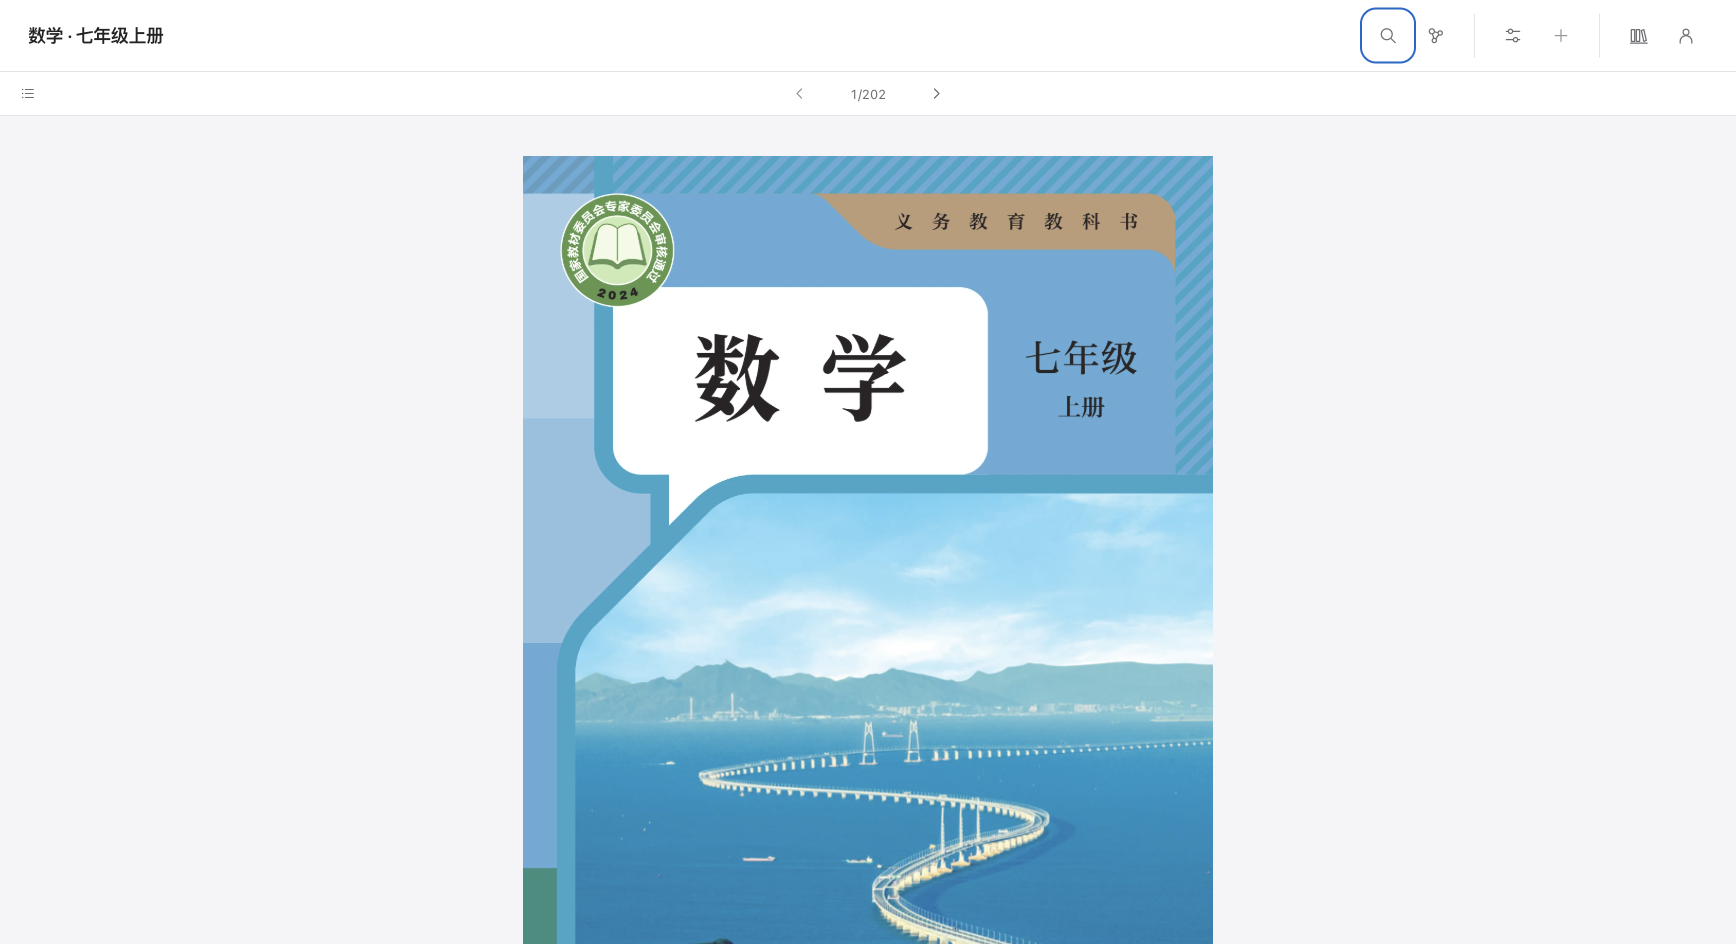 数学 · 七年级上册
1/202
国家教材委员会专家委员会审核通过
2024
义务教育教科书
数学
七年级
上册